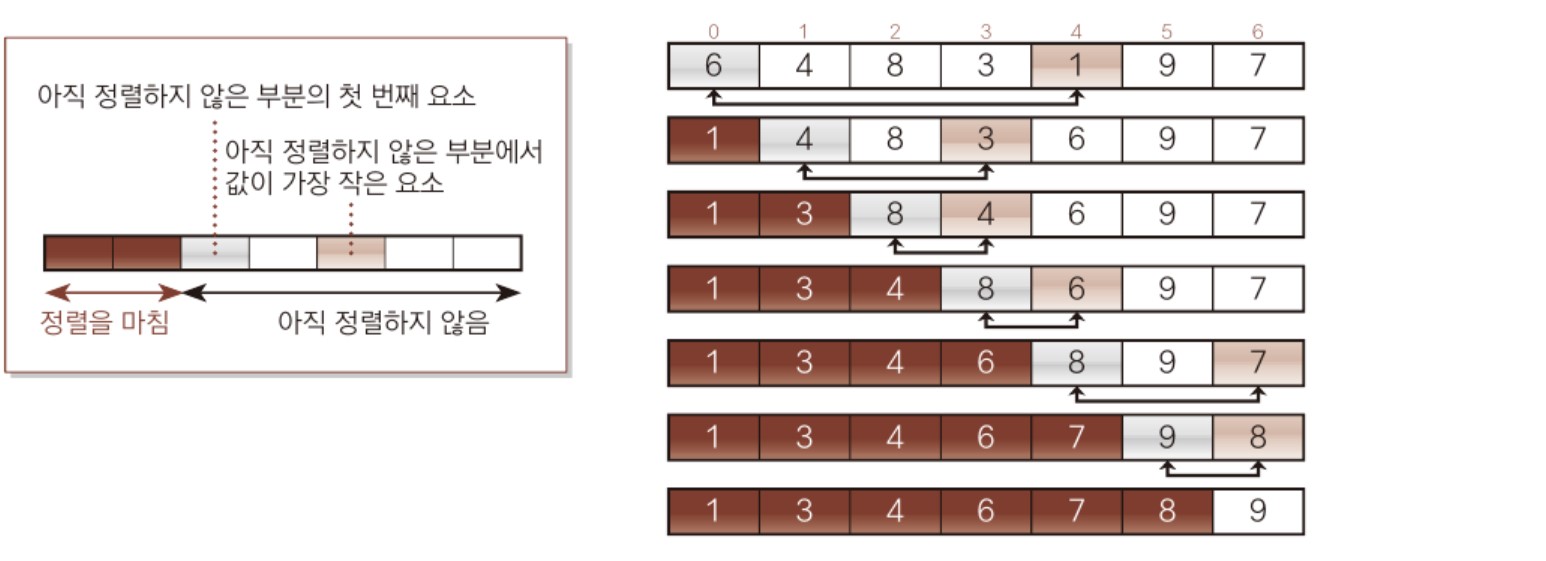 아직 정렬하지 않은 부분의 첫 번째 요소
아직 정렬하지 않은 부분에서
값이 가장 작은 요소
정렬을 마침
아직 정렬하지 않음
0 1 2 3 4 5 6
6 4 8 3 1 9 7
1 4 8 3 6 9 7
1 3 8 4 6 9 7
1 3 4 8 6 9 7
1 3 4 6 8 9 7
1 3 4 6 7 9 8
1 3 4 6 7 8 9